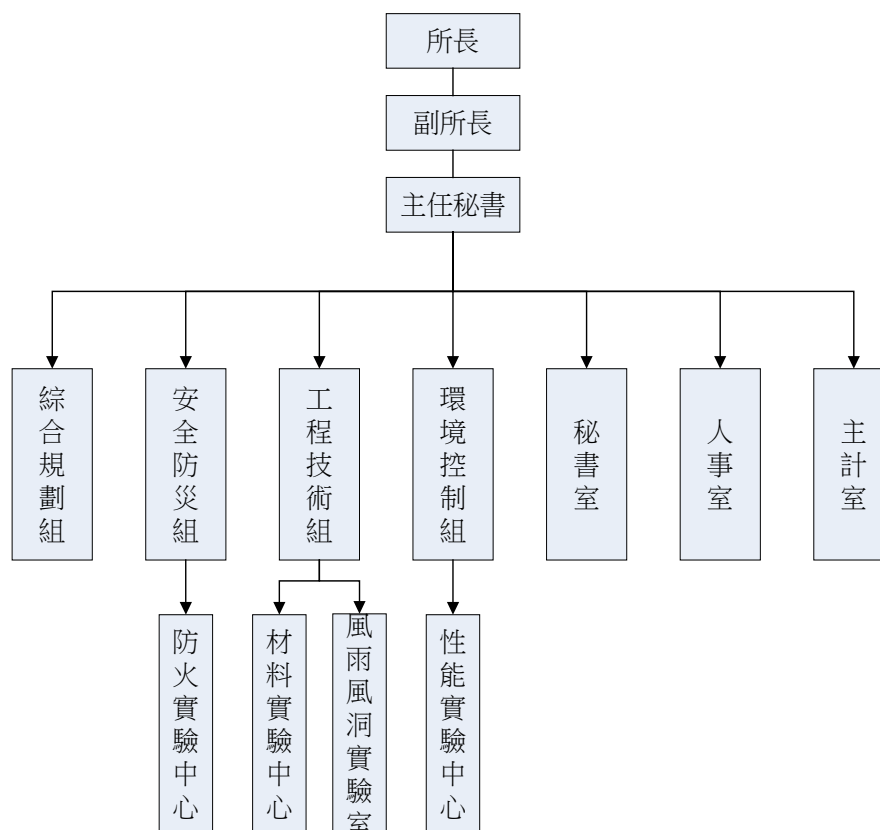 所長
副所長
主任秘書
綜合規劃組
安全防災組
工程技術組
環境控制組
秘書室
人事室
主計室
防火實驗中心
材料實驗中心
風雨風洞實驗室
性能實驗中心